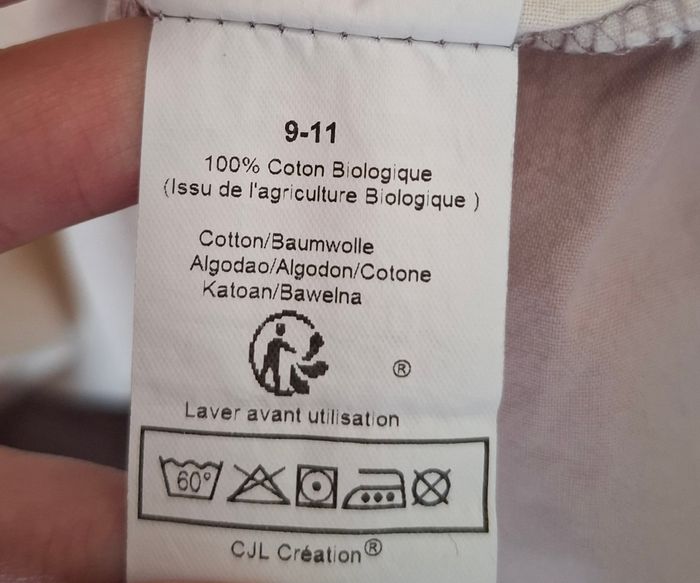 9-11
100% Coton Biologique
(Issu de l'agriculture Biologique )
Cotton/Baumwolle
Algodao/Algodon/Cotone
Katoan/Bawelna
®
Laver avant utilisation
60°
CJL Création®